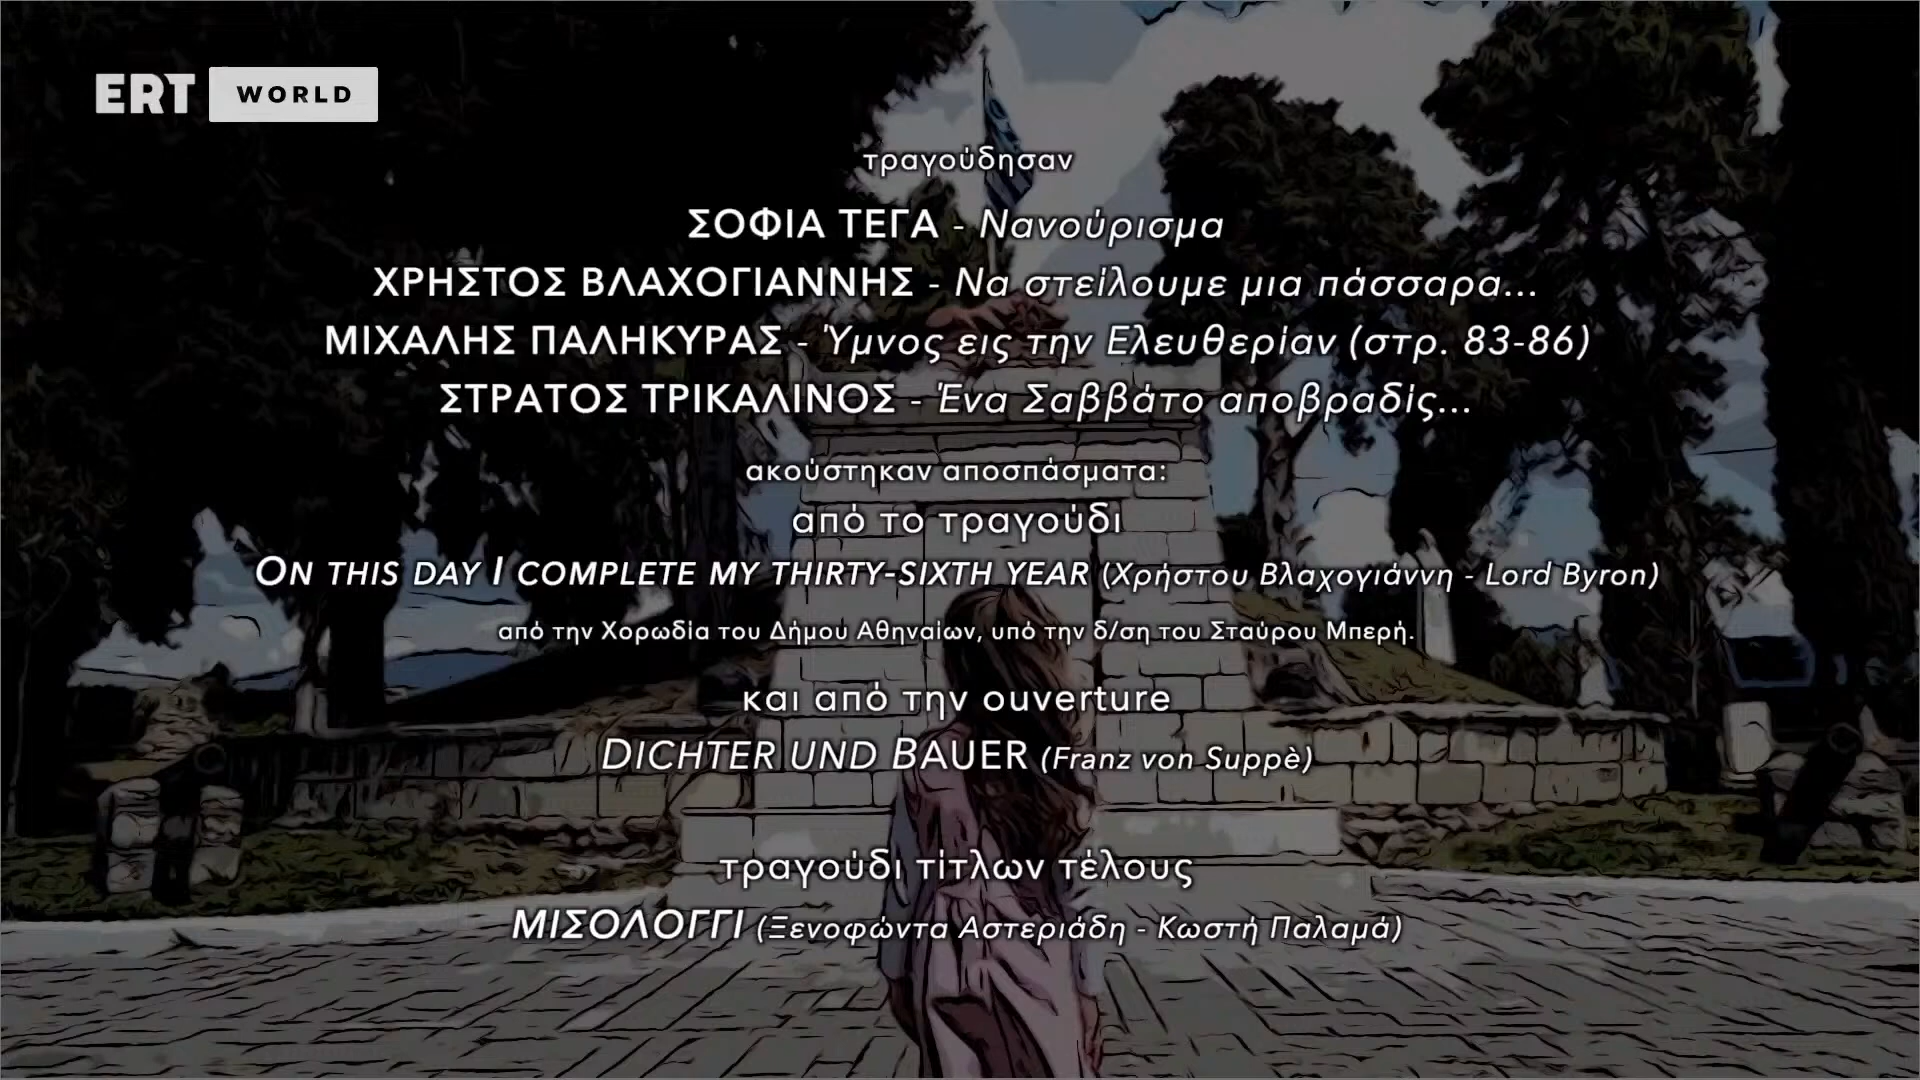 ERT WORLD
τραγούδησαν
ΣΟΦΙΑ ΤΕΓΑ - Νανούρισμα
ΧΡΗΣΤΟΣ ΒΛΑΧΟΓΙΑΝΝΗΣ - Να στείλουμε μια πάσσαρα...
ΜΙΧΑΛΗΣ ΠΑΛΗΚΥΡΑΣ - Ύμνος εις την Ελευθερίαν (στρ. 83-86)
ΣΤΡΑΤΟΣ ΤΡΙΚΑΛΙΝΟΣ - Ένα Σαββάτο αποβραδίς...
ακούστηκαν αποσπάσματα:
από το τραγούδι
ON THIS DAY I COMPLETE MY THIRTY-SIXTH YEAR (Χρήστου Βλαχογιάννη - Lord Byron)
από την Χορωδία του Δήμου Αθηναίων, υπό την δ/ση του Σταύρου Μπερή.
και από την ouverture
DICHTER UND BAUER (Franz von Suppè)
τραγούδι τίτλων τέλους
ΜΙΣΟΛΟΓΓΙ (Ξενοφώντα Αστεριάδη - Κωστή Παλαμά)